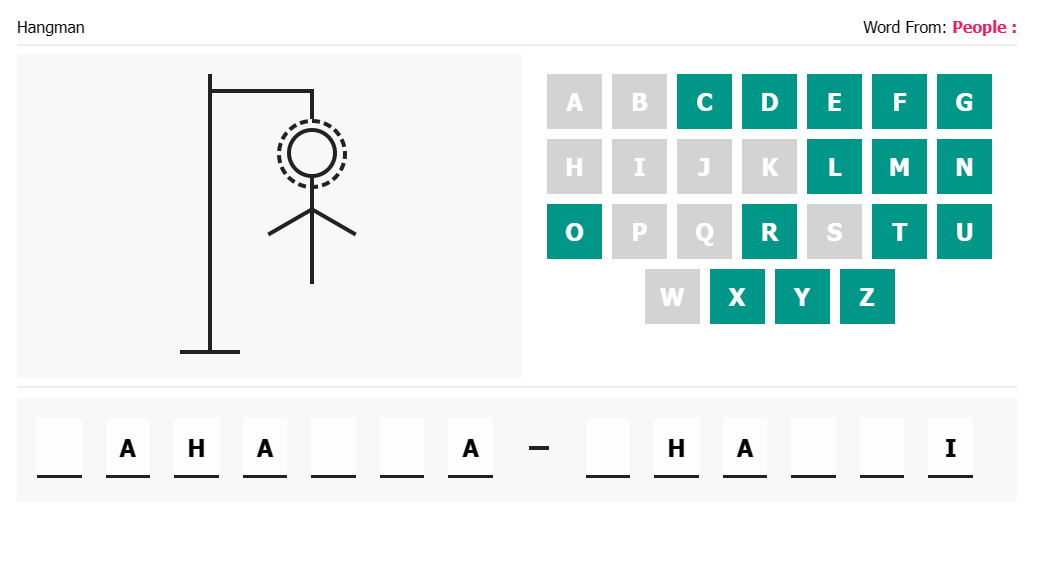 Hangman
Word From: People :
A B C D E F G
H I J K L M N
O P Q R S T U
W X Y Z
_ A H A _ _ A – _ H A _ _ I